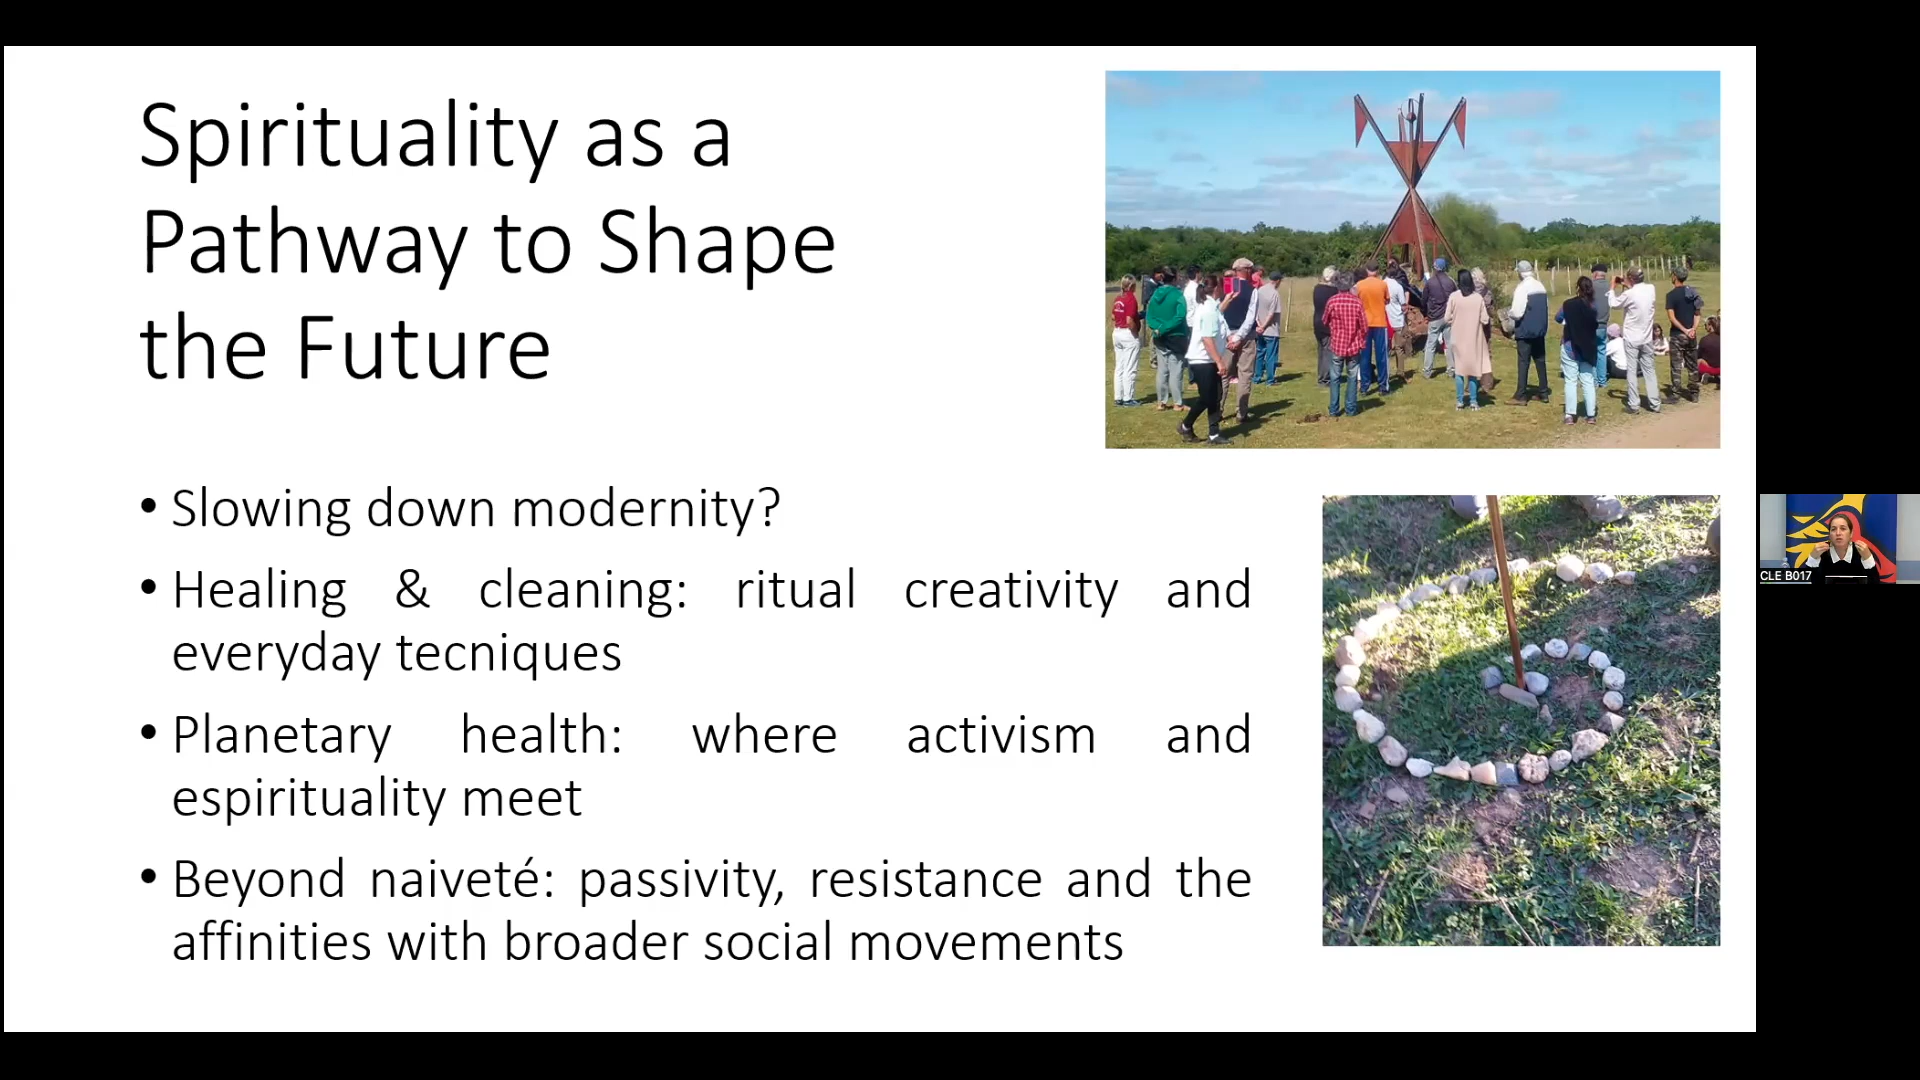 Spirituality as a
Pathway to Shape
the Future
• Slowing down modernity?
• Healing & cleaning: ritual creativity and
everyday tecniques
• Planetary health: where activism and
espirituality meet
• Beyond naiveté: passivity, resistance and the
affinities with broader social movements
CLE B017